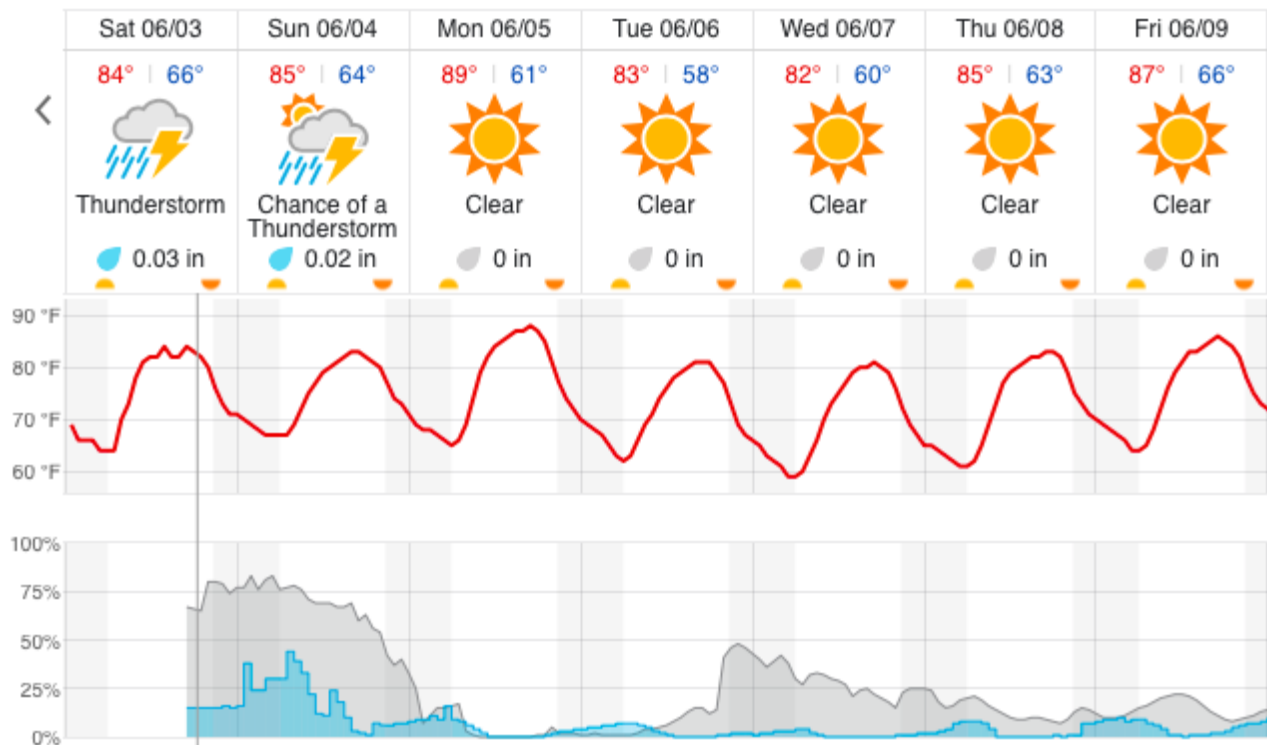 Sat 06/03 Sun 06/04 Mon 06/05 Tue 06/06 Wed 06/07 Thu 06/08 Fri 06/09
84° | 66° 85° | 64° 89° | 61° 83° | 58° 82° | 60° 85° | 63° 87° | 66°
Thunderstorm Chance of a Clear Clear Clear Clear Clear
Thunderstorm
0.03 in 0.02 in 0 in 0 in 0 in 0 in 0 in
90 °F
80 °F
70 °F
60 °F
100%
75%
50%
25%
0%